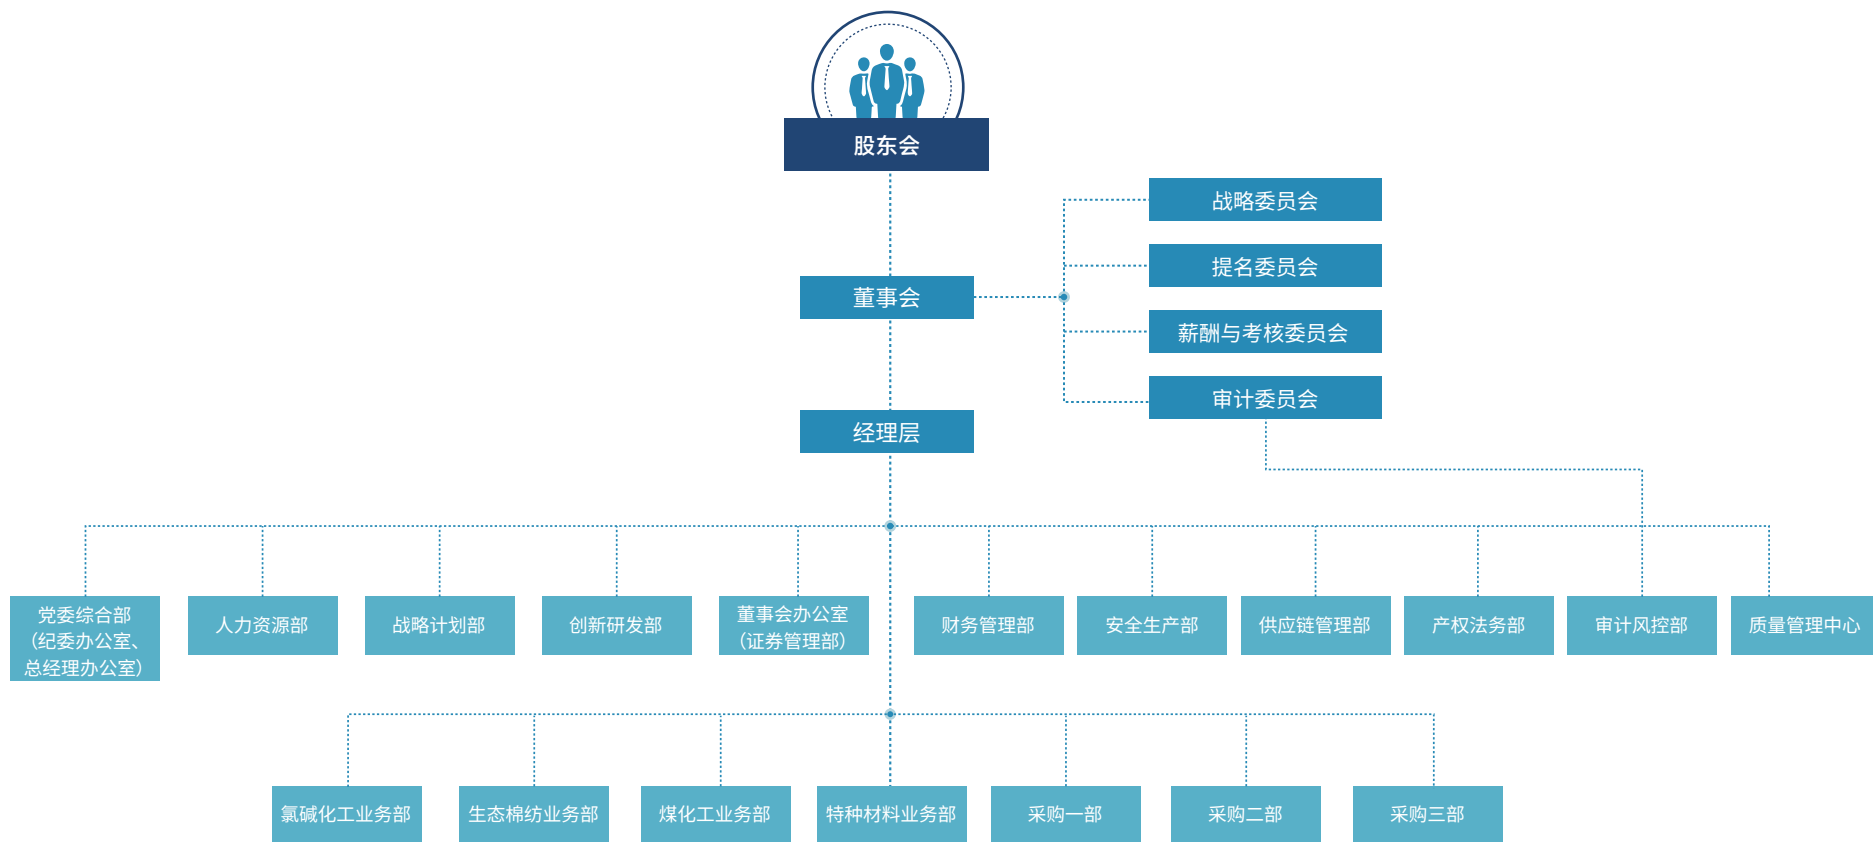 股东会
战略委员会
提名委员会
董事会
薪酬与考核委员会
审计委员会
经理层
党委综合部
（纪委办公室、
总经理办公室）
人力资源部
战略计划部
创新研发部
董事会办公室
（证券管理部）
财务管理部
安全生产部
供应链管理部
产权法务部
审计风控部
质量管理中心
氯碱化工业务部
生态棉纺业务部
煤化工业务部
特种材料业务部
采购一部
采购二部
采购三部